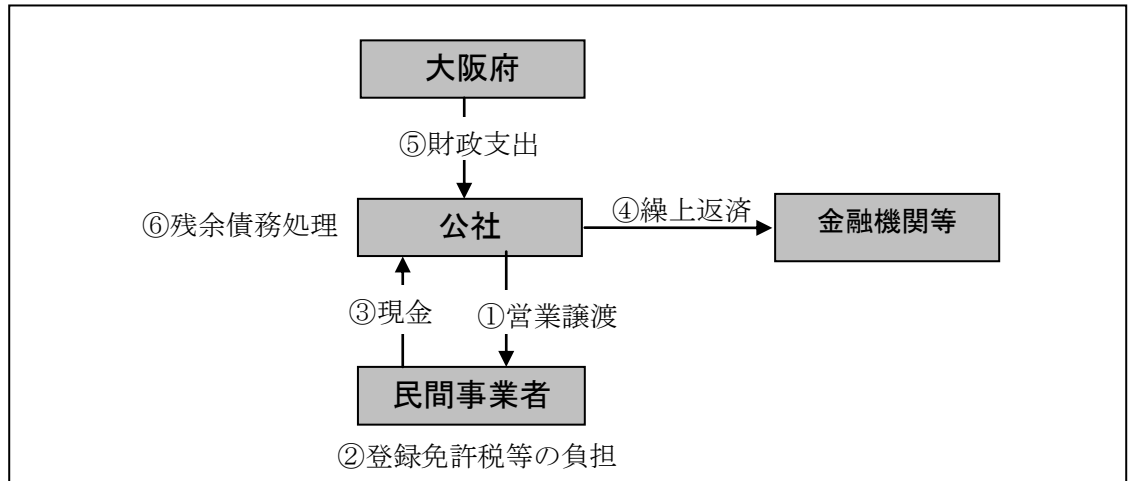 大阪府
⑤財政支出
⑥残余債務処理
公社
④繰上返済
金融機関等
③現金
①営業譲渡
民間事業者
②登録免許税等の負担